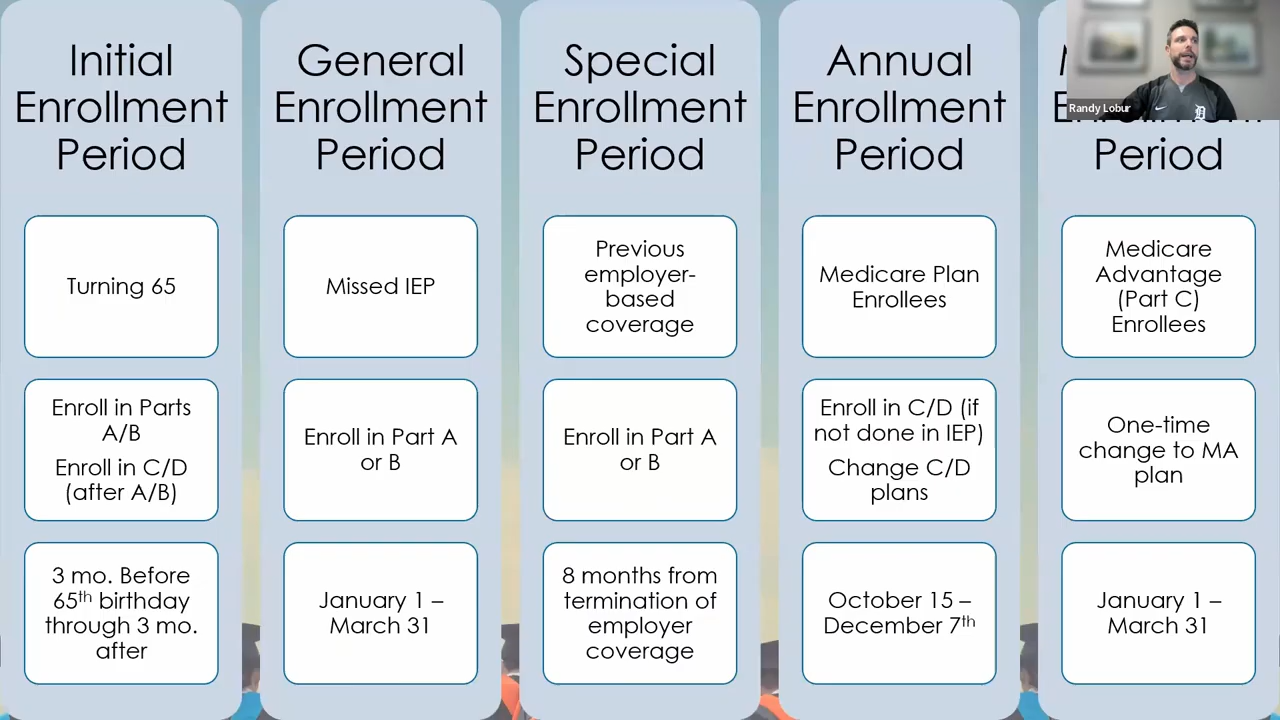 Initial
Enrollment
Period
Turning 65
Enroll in Parts
A/B
Enroll in C/D
(after A/B)
3 mo. Before
65th birthday
through 3 mo.
after
General
Enrollment
Period
Missed IEP
Enroll in Part A
or B
January 1 –
March 31
Special
Enrollment
Period
Previous
employer-
based
coverage
Enroll in Part A
or B
8 months from
termination of
employer
coverage
Annual
Enrollment
Period
Medicare Plan
Enrollees
Enroll in C/D (if
not done in IEP)
Change C/D
plans
October 15 –
December 7th
Period
Medicare
Advantage
(Part C)
Enrollees
One-time
change to MA
plan
January 1 –
March 31
Randy Lobur